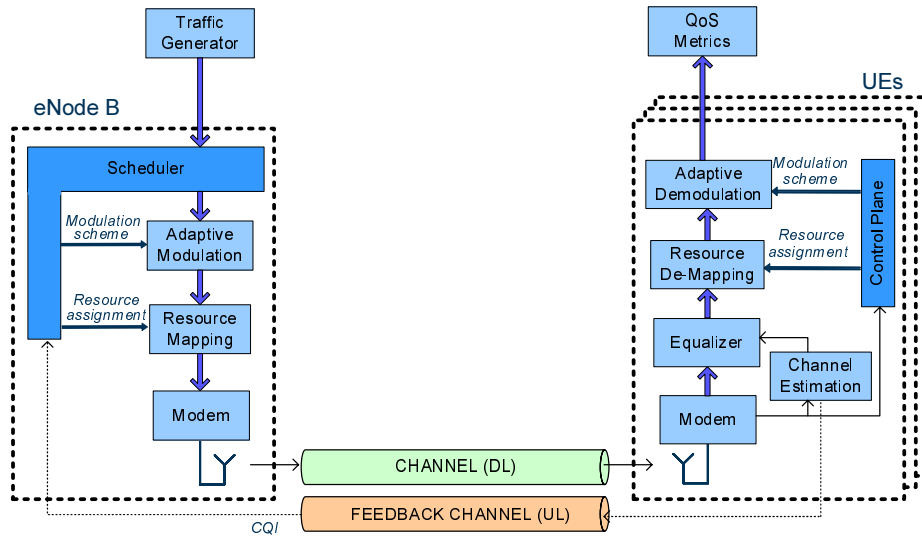 Traffic
Generator
QoS
Metrics
eNode B
UEs
Scheduler
Modulation
scheme
Adaptive
Modulation
Resource
assignment
Resource
Mapping
Modem
Adaptive
Demodulation
Modulation
scheme
Resource
De-Mapping
Resource
assignment
Control Plane
Equalizer
Channel
Estimation
Modem
CHANNEL (DL)
FEEDBACK CHANNEL (UL)
CQI